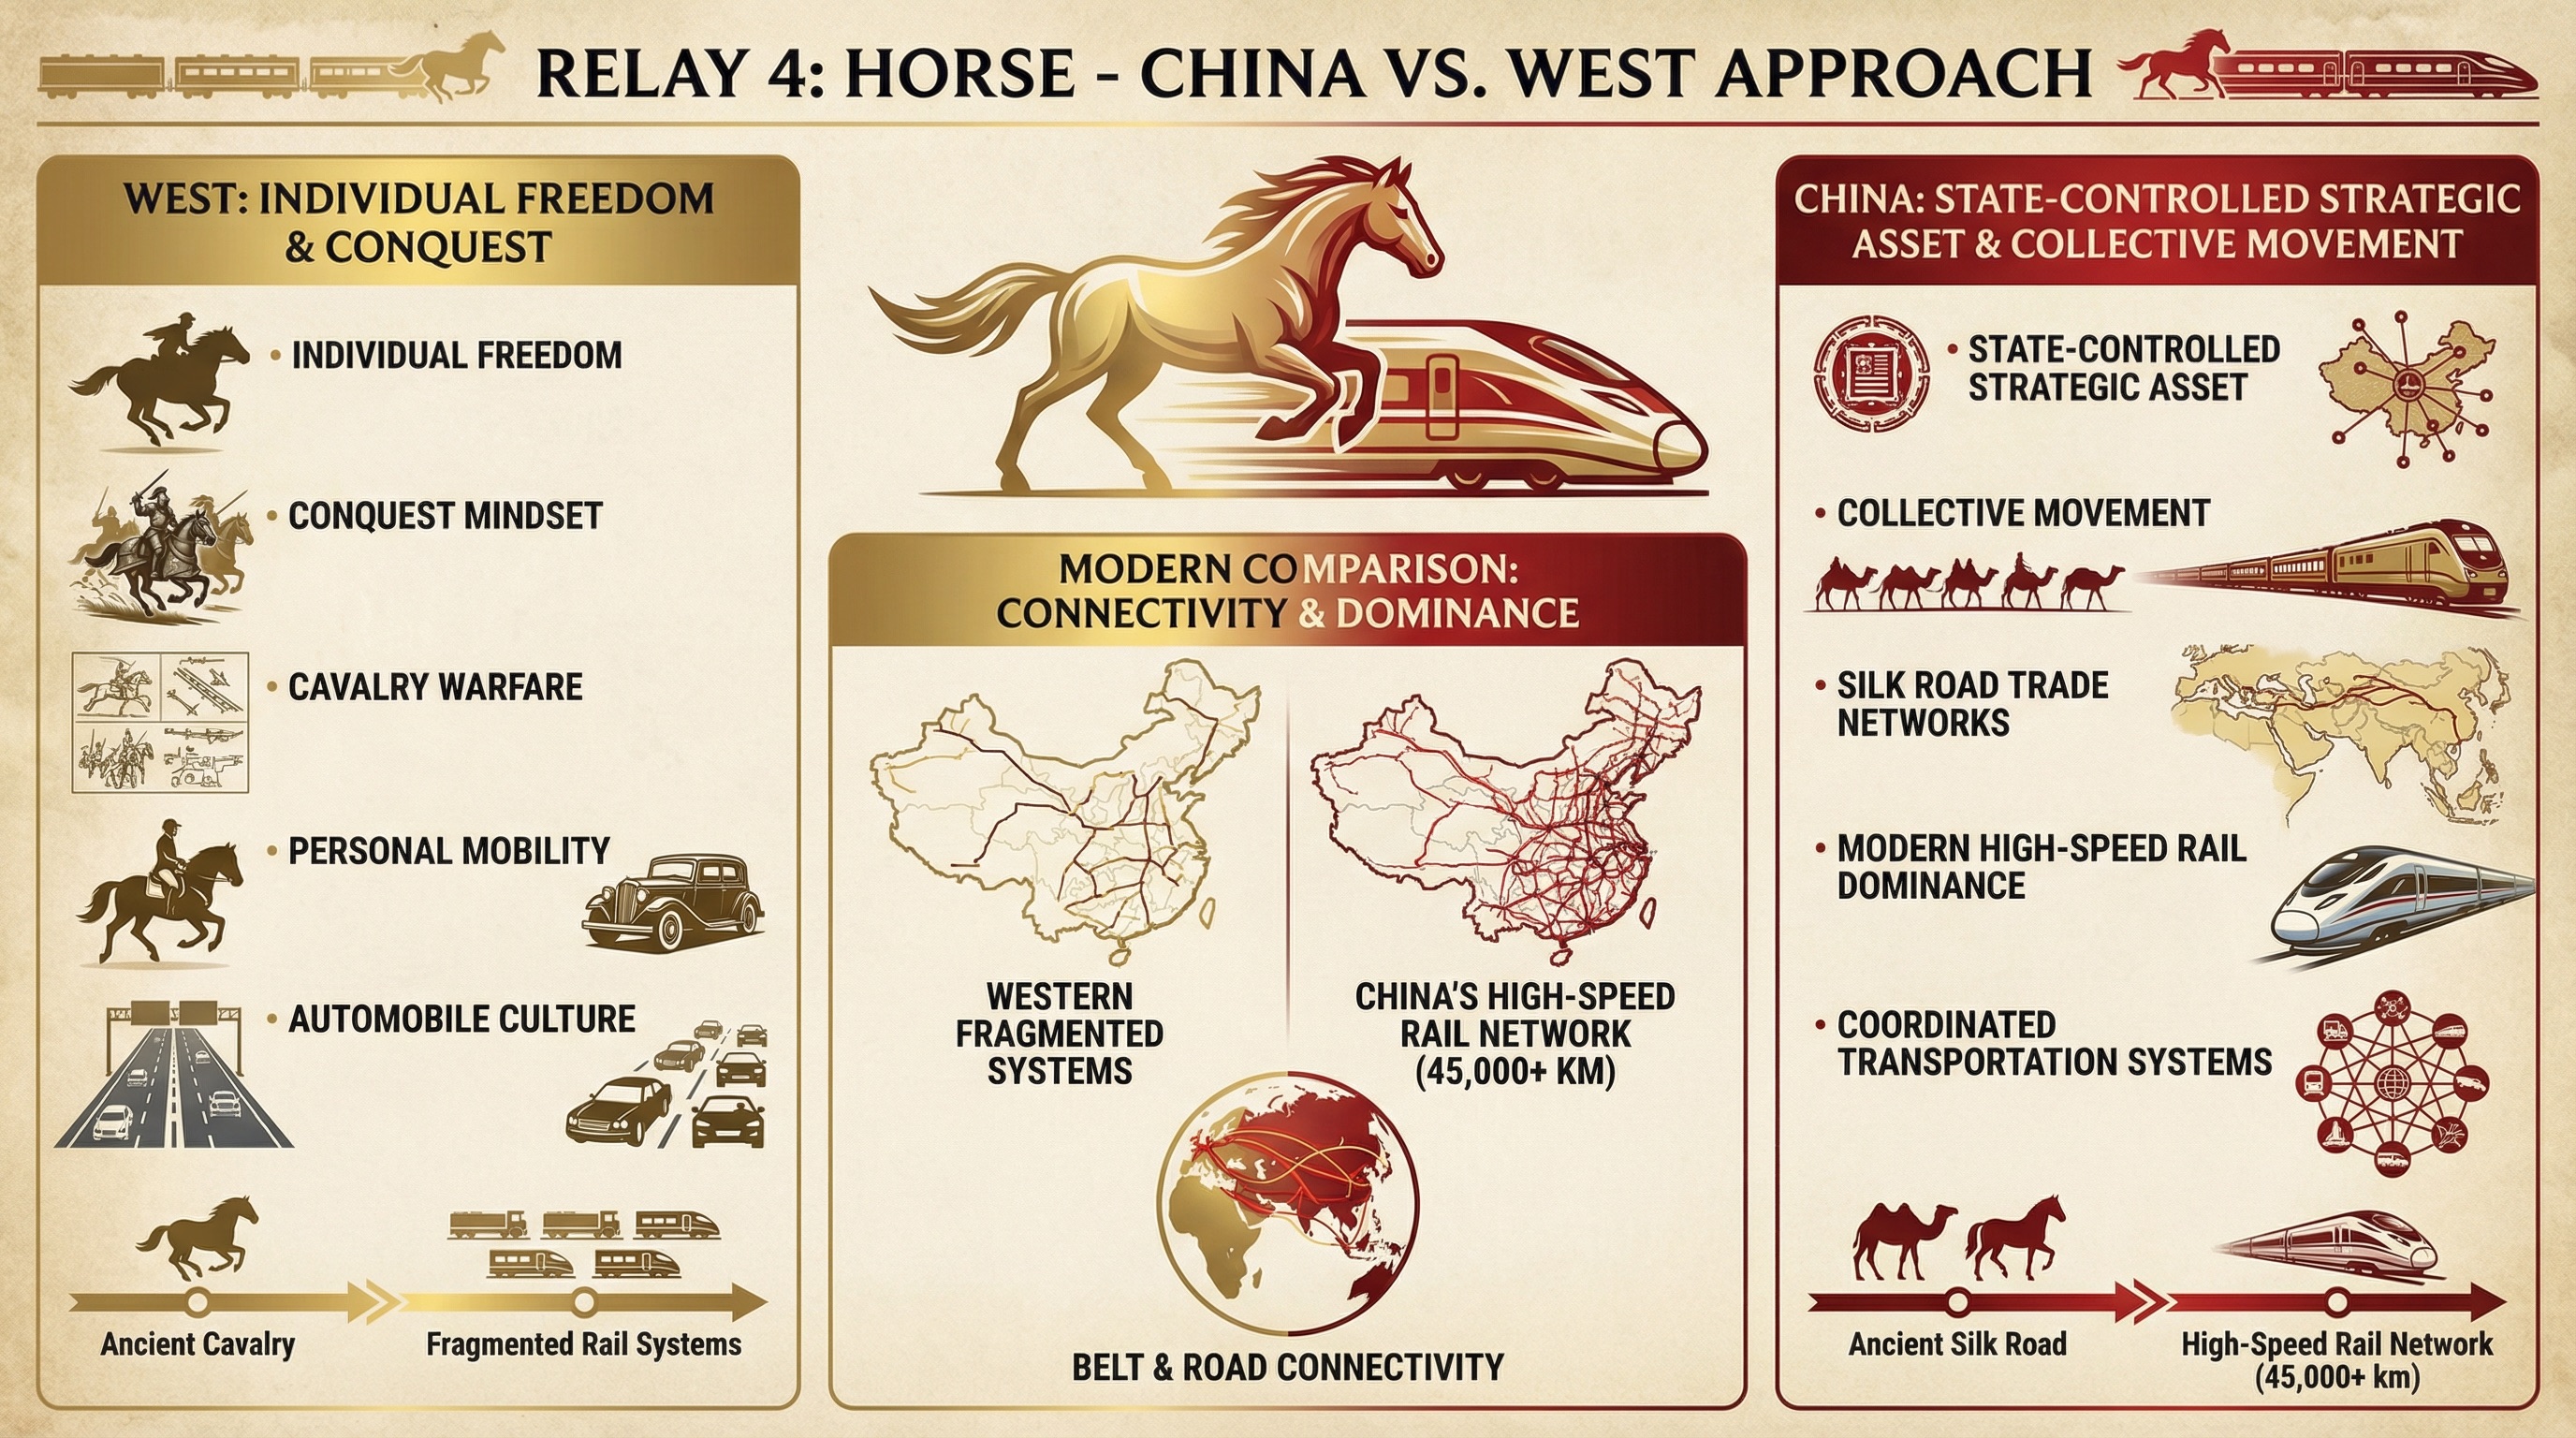 RELAY 4: HORSE - CHINA VS. WEST APPROACH
WEST: INDIVIDUAL FREEDOM
& CONQUEST
• INDIVIDUAL FREEDOM
• CONQUEST MINDSET
• CAVALRY WARFARE
• PERSONAL MOBILITY
• AUTOMOBILE CULTURE
Ancient Cavalry
Fragmented Rail Systems
MODERN COMPARISON:
CONNECTIVITY & DOMINANCE
WESTERN
FRAGMENTED
SYSTEMS
CHINA'S HIGH-SPEED
RAIL NETWORK
(45,000+ KM)
BELT & ROAD CONNECTIVITY
CHINA: STATE-CONTROLLED STRATEGIC
ASSET & COLLECTIVE MOVEMENT
• STATE-CONTROLLED
STRATEGIC ASSET
• COLLECTIVE MOVEMENT
• SILK ROAD TRADE
NETWORKS
• MODERN HIGH-SPEED RAIL
DOMINANCE
• COORDINATED
TRANSPORTATION SYSTEMS
Ancient Silk Road
High-Speed Rail Network
(45,000+ km)